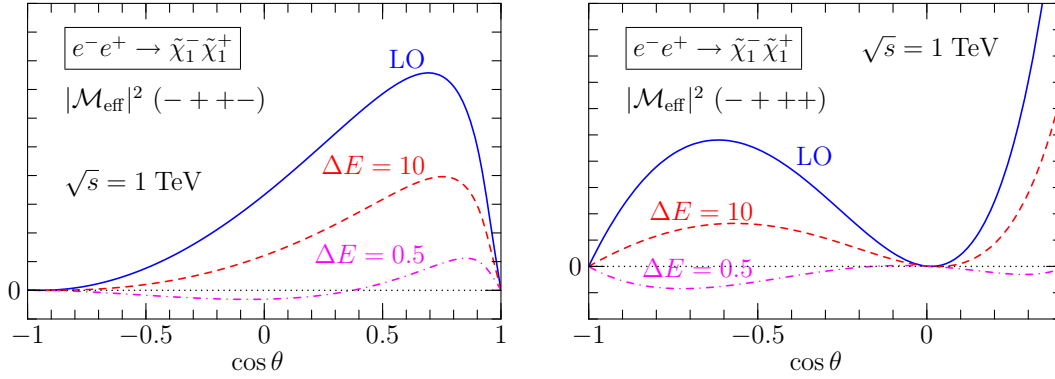 e⁻e⁺ → χ̃₁⁻χ̃₁⁺
LO
|ℳ_eff|² (− + +−)
√s = 1 TeV
ΔE = 10
ΔE = 0.5
0
−1
−0.5
0
0.5
1
cos θ
e⁻e⁺ → χ̃₁⁻χ̃₁⁺
√s = 1 TeV
|ℳ_eff|² (− + ++)
LO
ΔE = 10
ΔE = 0.5
0
−1
−0.5
0
cos θ